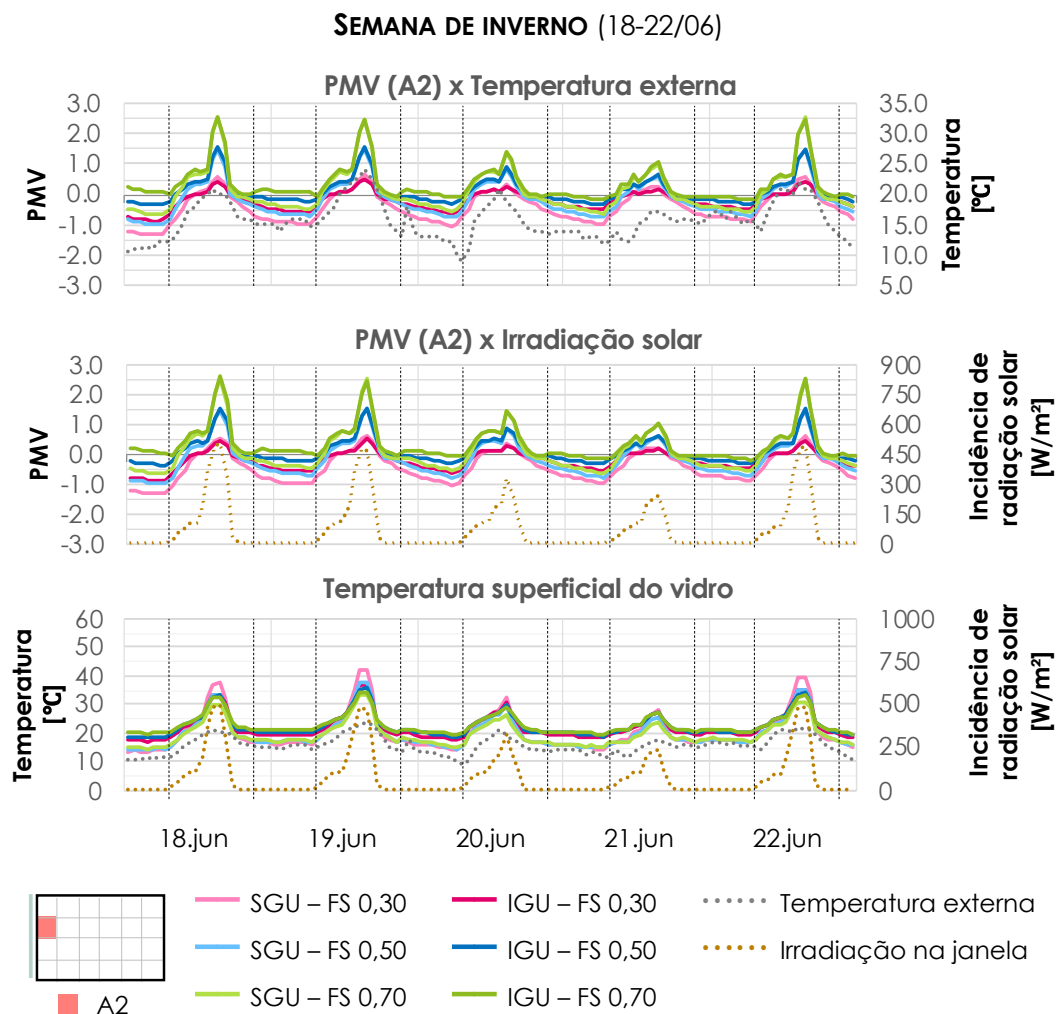 SEMANA DE INVERNO (18-22/06)
PMV (A2) x Temperatura externa
3.0
2.0
1.0
0.0
-1.0
-2.0
-3.0
PMV
35.0
30.0
25.0
20.0
15.0
10.0
5.0
Temperatura
[ºC]
PMV (A2) x Irradiação solar
3.0
2.0
1.0
0.0
-1.0
-2.0
-3.0
PMV
900
750
600
450
300
150
0
Incidência de
radiação solar
[W/m²]
Temperatura superficial do vidro
60
50
40
30
20
10
0
Temperatura
[ºC]
1000
750
500
250
0
Incidência de
radiação solar
[W/m²]
18.jun 19.jun 20.jun 21.jun 22.jun
SGU – FS 0,30 IGU – FS 0,30 Temperatura externa
SGU – FS 0,50 IGU – FS 0,50 Irradiação na janela
SGU – FS 0,70 IGU – FS 0,70
A2